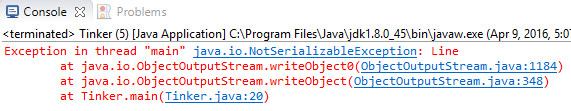 Console Problems
<terminated> Tinker (5) [Java Application] C:\Program Files\Java\jdk1.8.0_45\bin\javaw.exe (Apr 9, 2016, 5:07
Exception in thread "main" java.io.NotSerializableException: Line
at java.io.ObjectOutputStream.writeObject0(ObjectOutputStream.java:1184)
at java.io.ObjectOutputStream.writeObject(ObjectOutputStream.java:348)
at Tinker.main(Tinker.java:20)